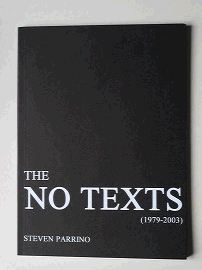 THE
NO TEXTS
(1979-2003)
STEVEN PARRINO